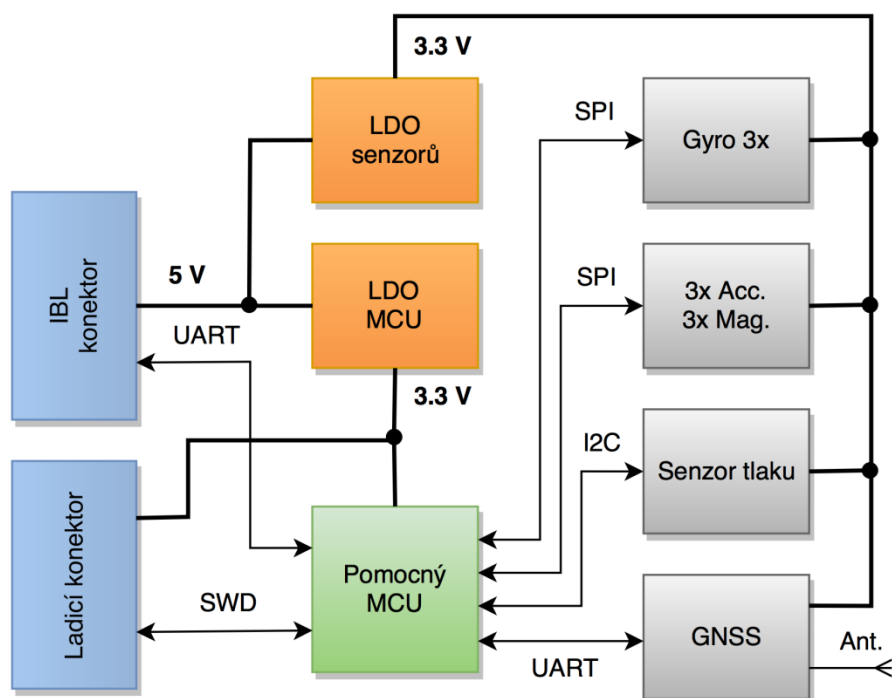 3.3 V
LDO
senzorů
SPI
Gyro 3x
IBL
konektor
5 V
UART
LDO
MCU
SPI
3x Acc.
3x Mag.
3.3 V
I2C
Senzor tlaku
Ladicí konektor
SWD
Pomocný
MCU
UART
GNSS
Ant.